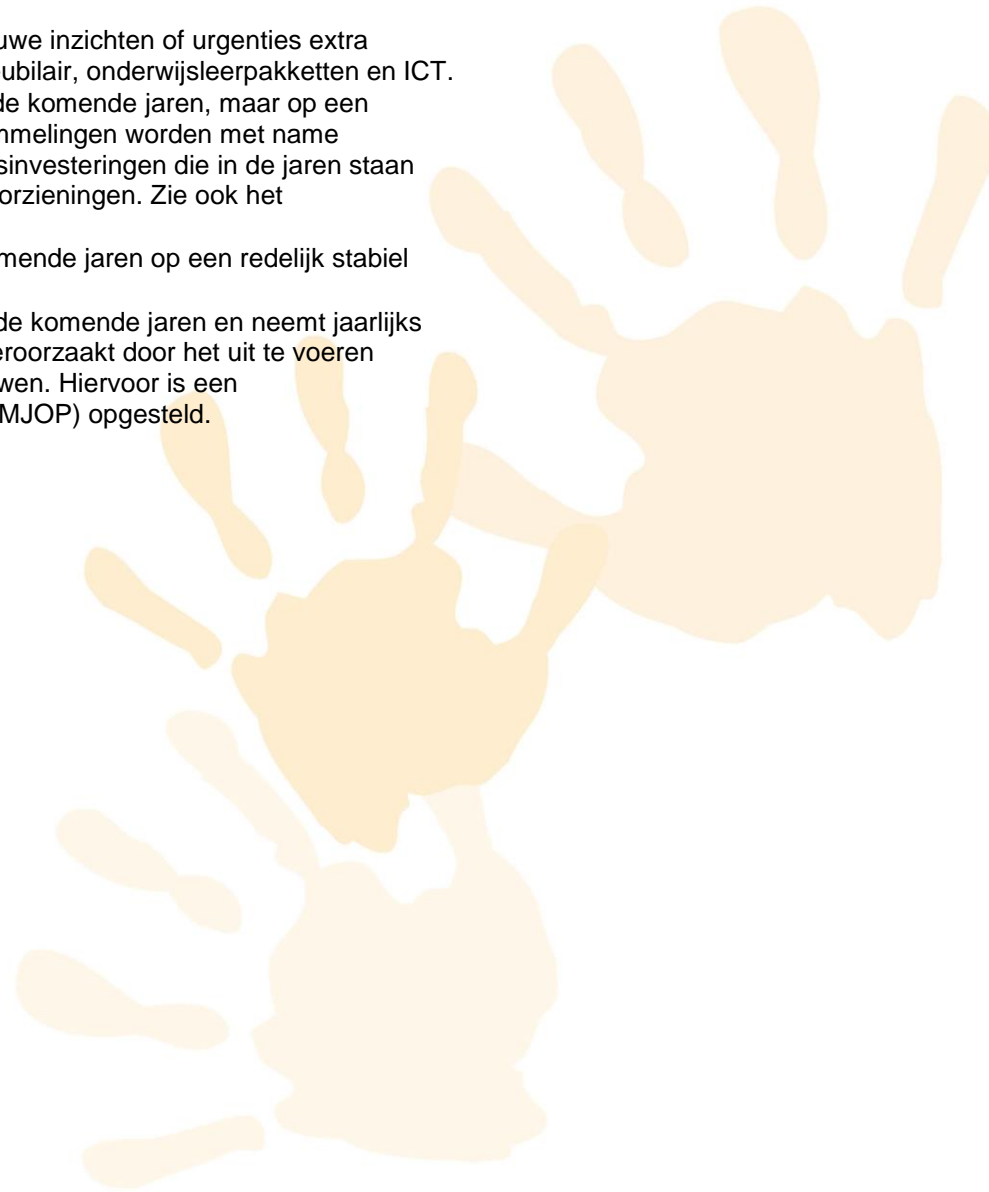 uwe inzichten of urgenties extra
ubilair, onderwijsleerpakketten en ICT.
de komende jaren, maar op een
nmelingen worden met name
sinvesteringen die in de jaren staan
orzieningen. Zie ook het
mende jaren op een redelijk stabiel
de komende jaren en neemt jaarlijks
eroorzaakt door het uit te voeren
wen. Hiervoor is een
MJOP) opgesteld.